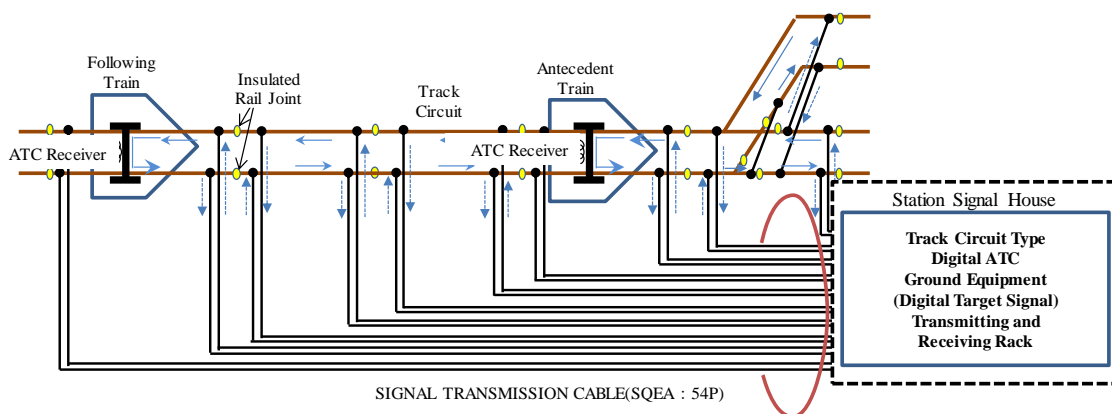 Following
Train
Insulated
Rail Joint
Track
Circuit
Antecedent
Train
ATC Receiver
ATC Receiver
Station Signal House
Track Circuit Type
Digital ATC
Ground Equipment
(Digital Target Signal)
Transmitting and
Receiving Rack
SIGNAL TRANSMISSION CABLE(SQEA : 54P)